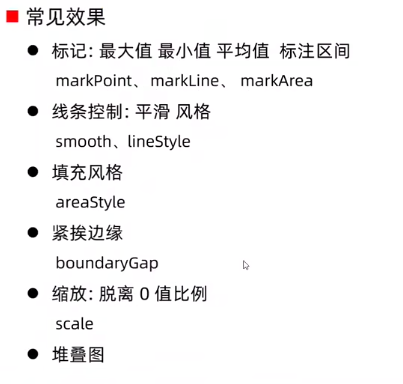 常见效果
标记: 最大值 最小值 平均值 标注区间
markPoint、markLine、 markArea
线条控制: 平滑 风格
smooth、lineStyle
填充风格
areaStyle
紧挨边缘
boundaryGap
缩放: 脱离 0 值比例
scale
堆叠图